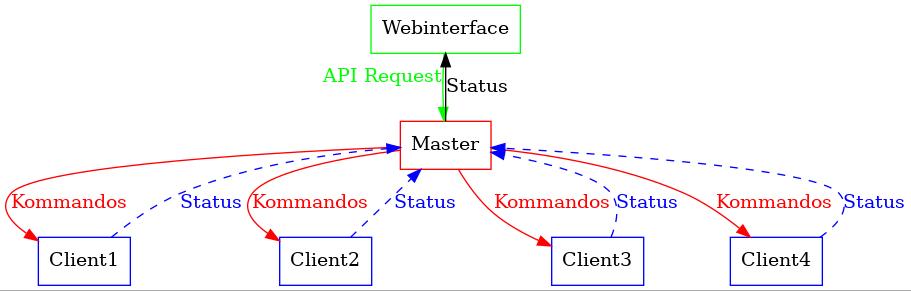 Webinterface
API Request
Status
Master
Kommandos
Status
Kommandos
Status
Kommandos
Status
Kommandos
Status
Client1
Client2
Client3
Client4